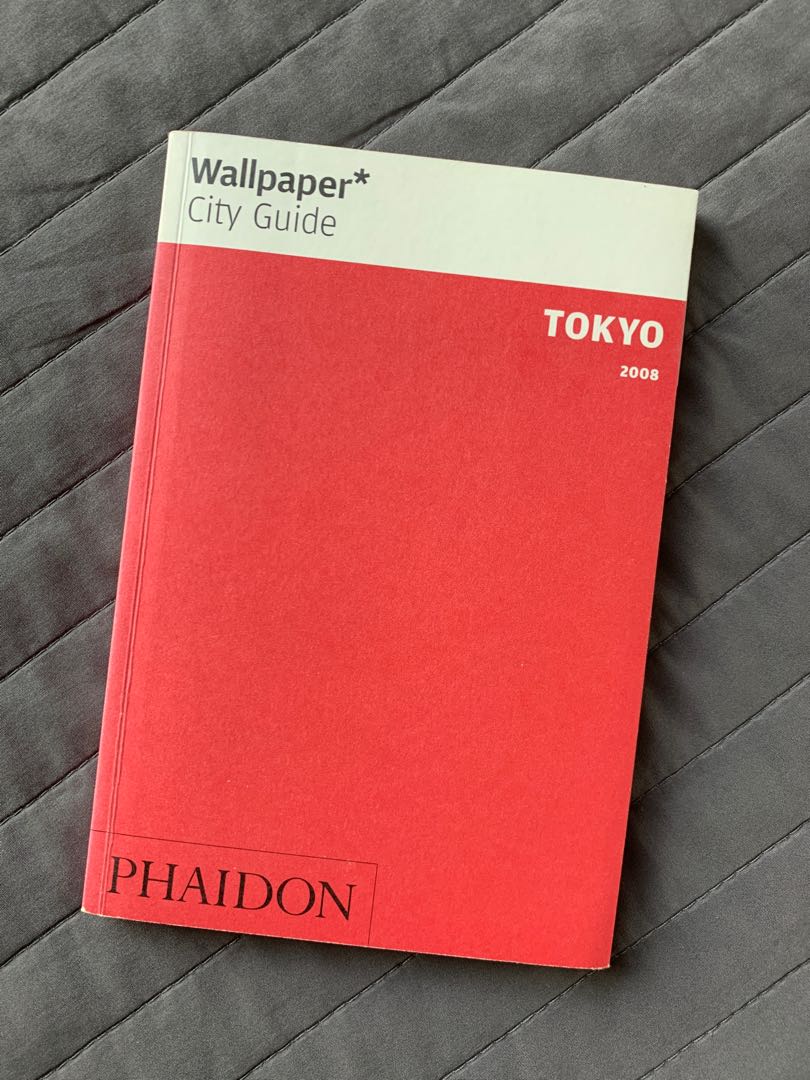 Wallpaper*
City Guide
TOKYO
2008
PHAIDON